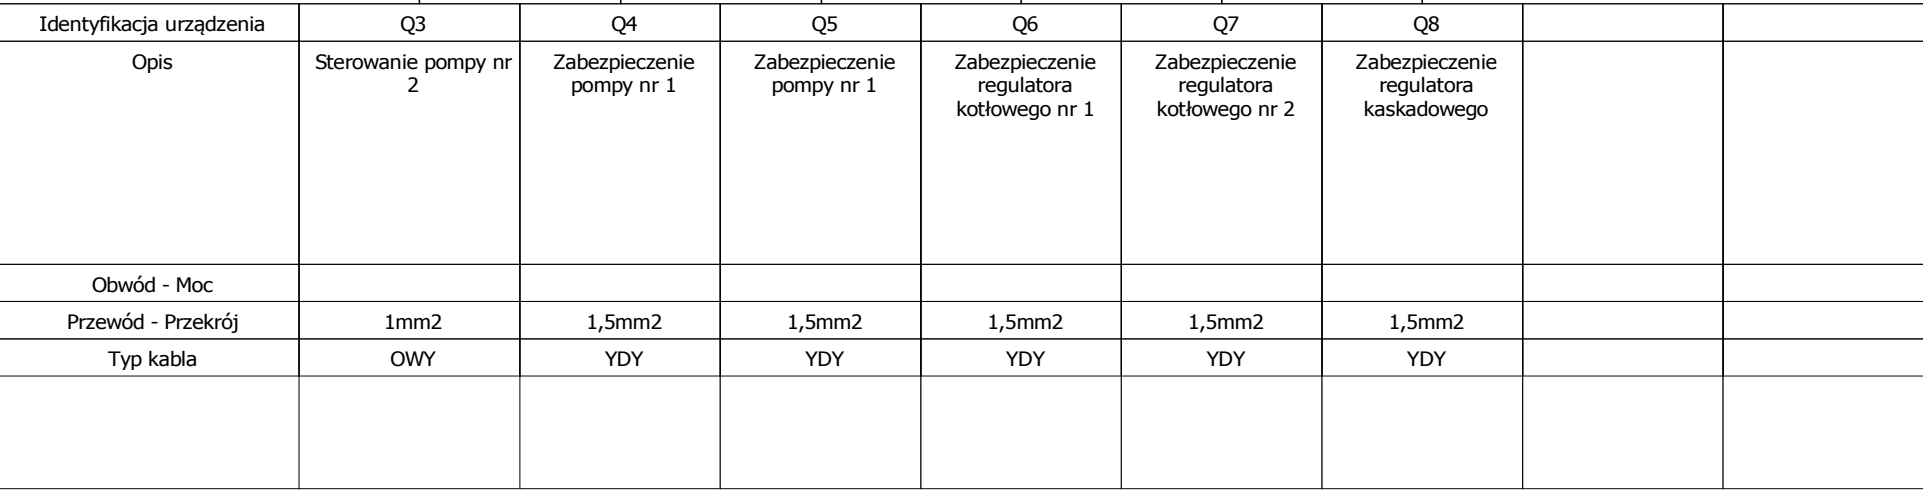 Identyfikacja urządzenia Q3 Q4 Q5 Q6 Q7 Q8
Opis
Sterowanie pompy nr
2
Zabezpieczenie
pompy nr 1
Zabezpieczenie
pompy nr 1
Zabezpieczenie
regulatora
kotłowego nr 1
Zabezpieczenie
regulatora
kotłowego nr 2
Zabezpieczenie
regulatora
kaskadowego
Obwód - Moc
Przewód - Przekrój 1mm2 1,5mm2 1,5mm2 1,5mm2 1,5mm2 1,5mm2
Typ kabla OWY YDY YDY YDY YDY YDY